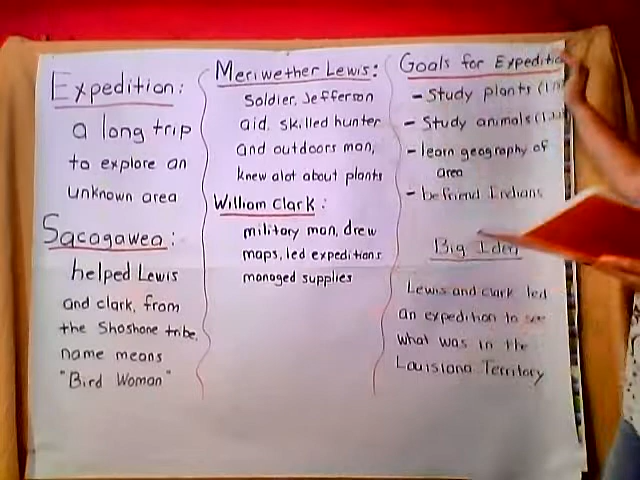 Expedition:
a long trip
to explore an
unknown area
Sacagawea:
helped Lewis
and clark, from
the Shoshone tribe,
name means
"Bird Woman"
Meriwether Lewis:
Soldier, Jefferson
aid, skilled hunter
and outdoors man,
knew alot about plants
William Clark:
military man, drew
maps, led expeditions
managed supplies
Goals for Expeditio
- Study plants
- Study animals
- learn geography of
area
- befriend Indians
Big Idea
Lewis and clark led
an expedition to see
what was in the
Louisiana Territory